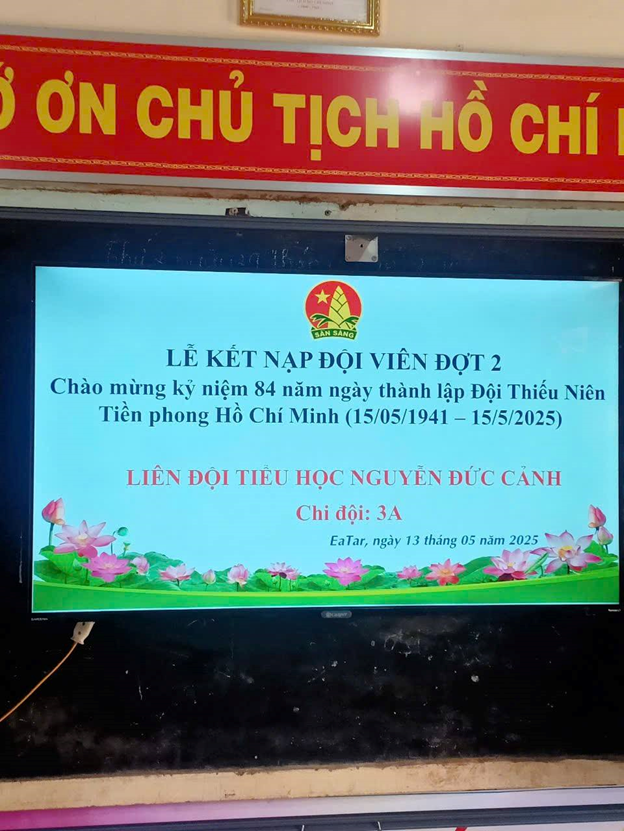 ƠN CHỦ TỊCH HỒ CHÍ
SẴN SÀNG
LỄ KẾT NẠP ĐỘI VIÊN ĐỢT 2
Chào mừng kỷ niệm 84 năm ngày thành lập Đội Thiếu Niên
Tiền phong Hồ Chí Minh (15/05/1941 – 15/5/2025)
LIÊN ĐỘI TIỂU HỌC NGUYỄN ĐỨC CẢNH
Chi đội: 3A
EaTar, ngày 13 tháng 05 năm 2025